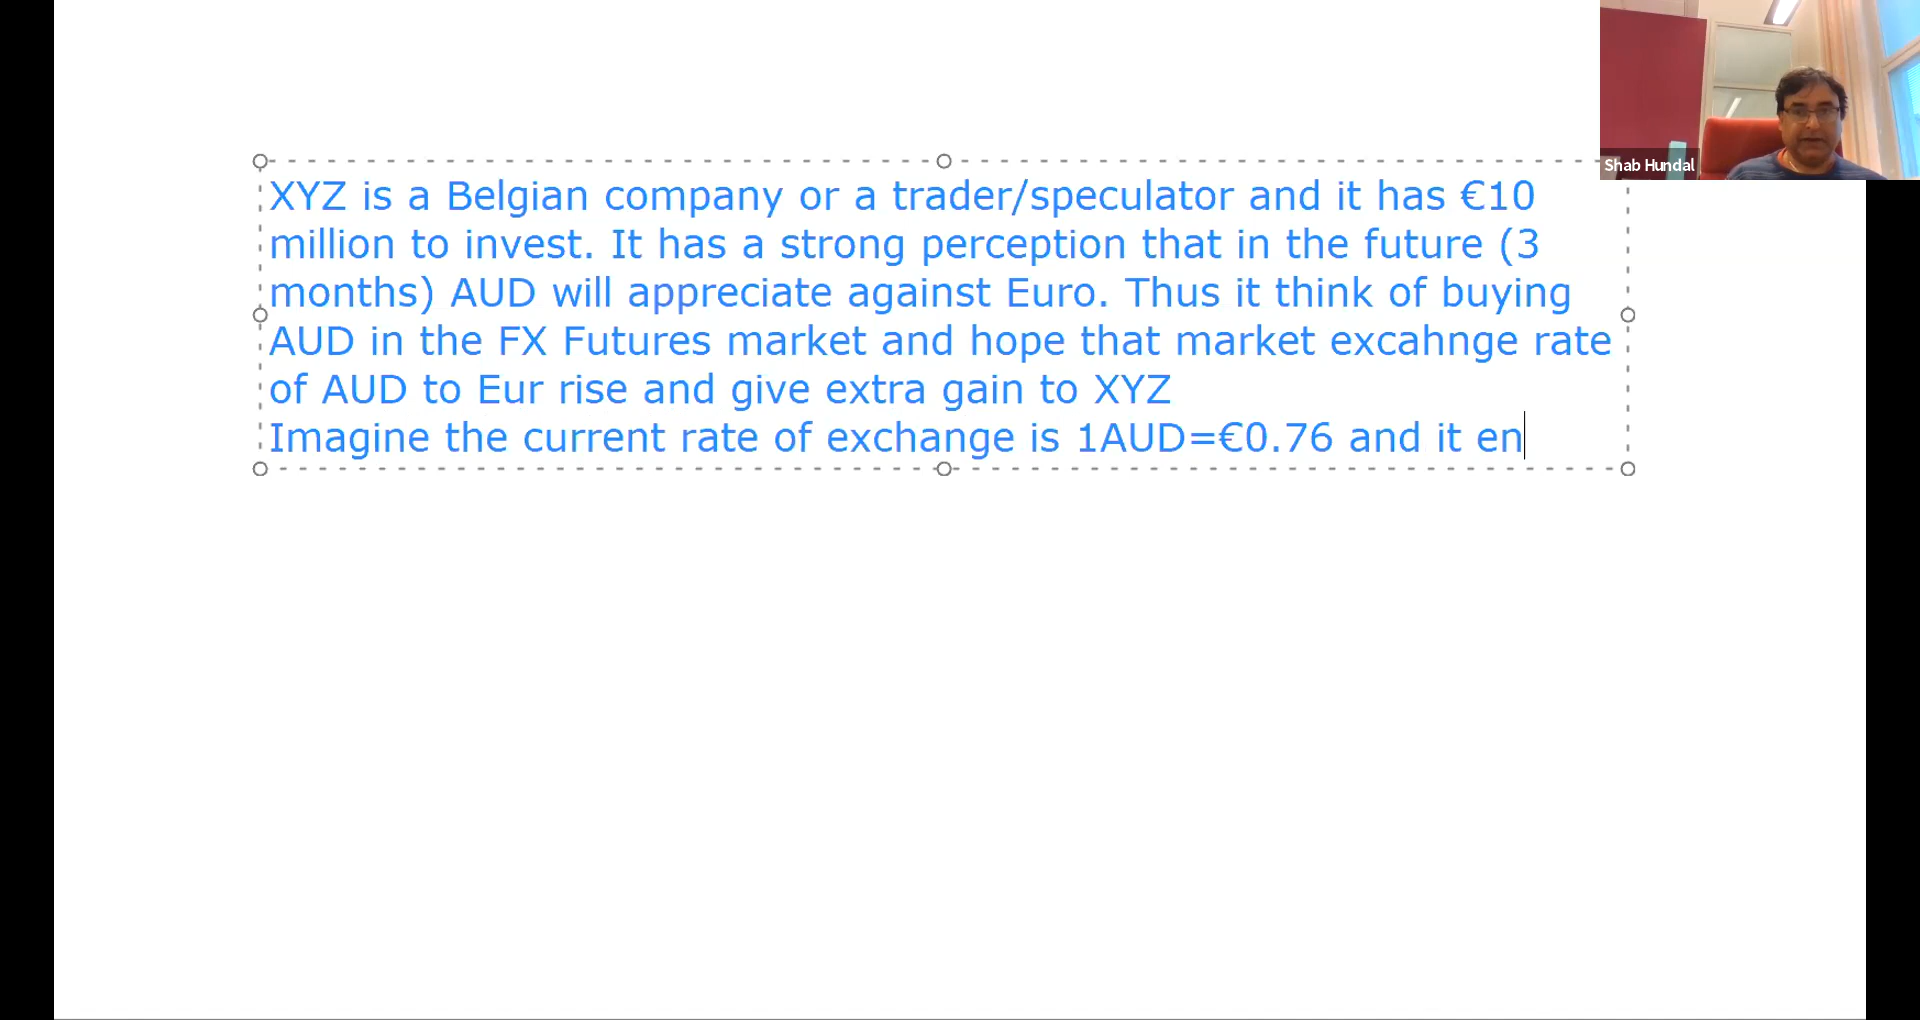 XYZ is a Belgian company or a trader/speculator and it has €10
million to invest. It has a strong perception that in the future (3
months) AUD will appreciate against Euro. Thus it think of buying
AUD in the FX Futures market and hope that market excahnge rate
of AUD to Eur rise and give extra gain to XYZ
Imagine the current rate of exchange is 1AUD=€0.76 and it en
Shab Hundal